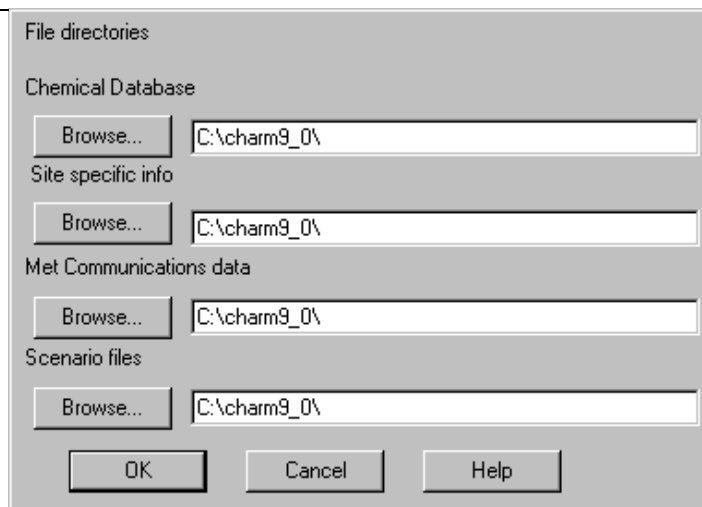 File directories
Chemical Database
Browse... C:\charm9_0\
Site specific info
Browse... C:\charm9_0\
Met Communications data
Browse... C:\charm9_0\
Scenario files
Browse... C:\charm9_0\
OK Cancel Help